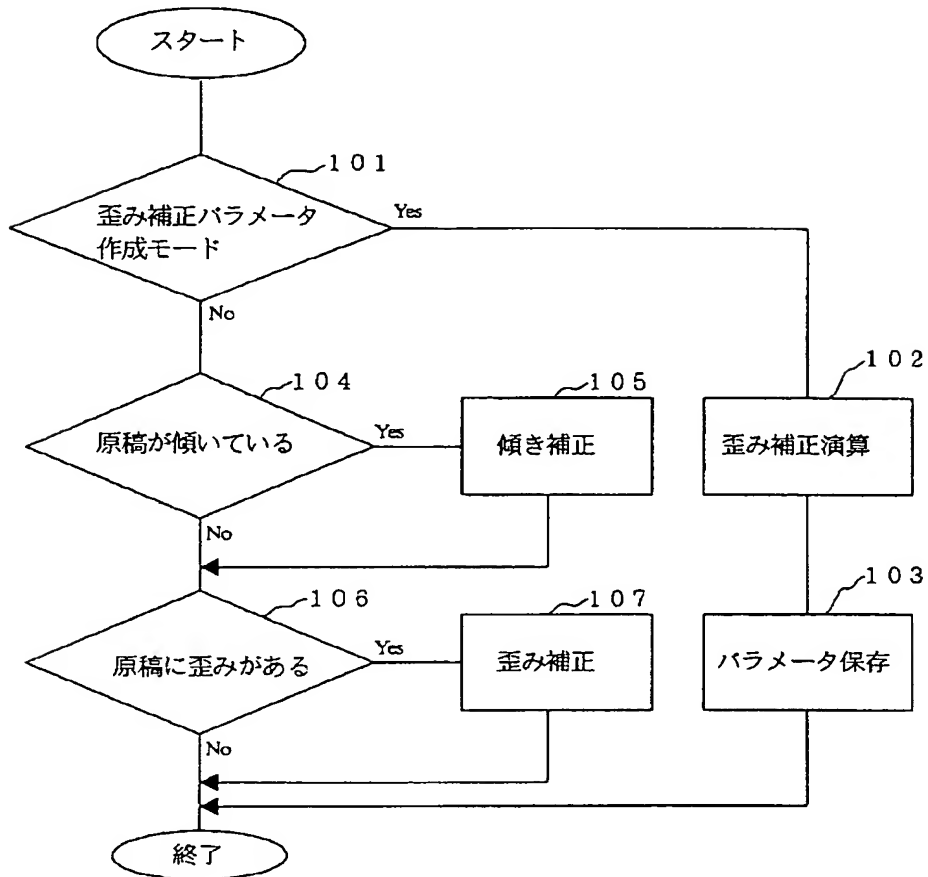 スタート
101
歪み補正パラメータ
作成モード
Yes
No
104
原稿が傾いている
Yes
No
105
傾き補正
102
歪み補正演算
106
原稿に歪みがある
Yes
No
107
歪み補正
103
パラメータ保存
終了